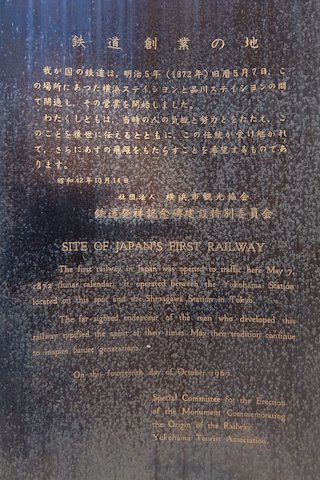 鉄道創業の地
我が国の鉄道は、明治5年（1872年）旧暦5月7日、こ
の場所にあった横浜ステイションと品川ステイションの間
で開通し、その営業を開始しました。
わたくしともは、当時の人々の気概と努力とをたたえ、こ
のことを後世に伝えるとともに、この伝統が受け継がれ
て、さらにあすの飛躍をもたらすことを希望するものであ
ります。
昭和42年10月14日
社団法人 横浜市観光協会
鉄道発祥記念碑建設特別委員会
SITE OF JAPAN'S FIRST RAILWAY
The first railway in Japan was opened to traffic here May 7,
1872 (lunar calendar). It operated between the Yokohama Station
located on this spot and the Shinagawa Station in Tokyo.
The far-sighted endeavour of the men who developed this
railway typified the spirit of their times. May their tradition continue
to inspire future generations.
On this fourteenth day of October 1967
Special Committee for the Erection
of the Monument Commemorating
the Origin of the Railway
Yokohama Tourist Association.